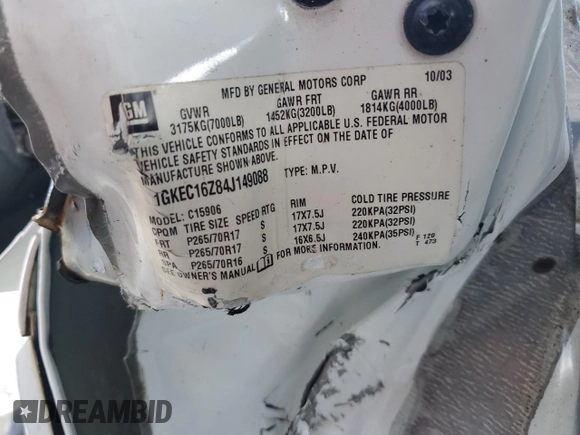 GM
MFD BY GENERAL MOTORS CORP 10/03
GVWR GAWR FRT GAWR RR
3175KG(7000LB) 1452KG(3200LB) 1814KG(4000LB)
THIS VEHICLE CONFORMS TO ALL APPLICABLE U.S. FEDERAL MOTOR
VEHICLE SAFETY STANDARDS IN EFFECT ON THE DATE OF
MANUFACTURE SHOWN ABOVE.
1GKEC16Z84J149088 TYPE: M.P.V.
MODEL: C15906
CPOM TIRE SIZE SPEED RTG RIM COLD TIRE PRESSURE
FRT P265/70R17 S 17X7.5J 220KPA(32PSI)
RR P265/70R17 S 17X7.5J 220KPA(32PSI)
SPA P265/70R16 S 16X6.5J 240KPA(35PSI)
SEE OWNER'S MANUAL FOR MORE INFORMATION.
F 120
T 473
DREAMBID